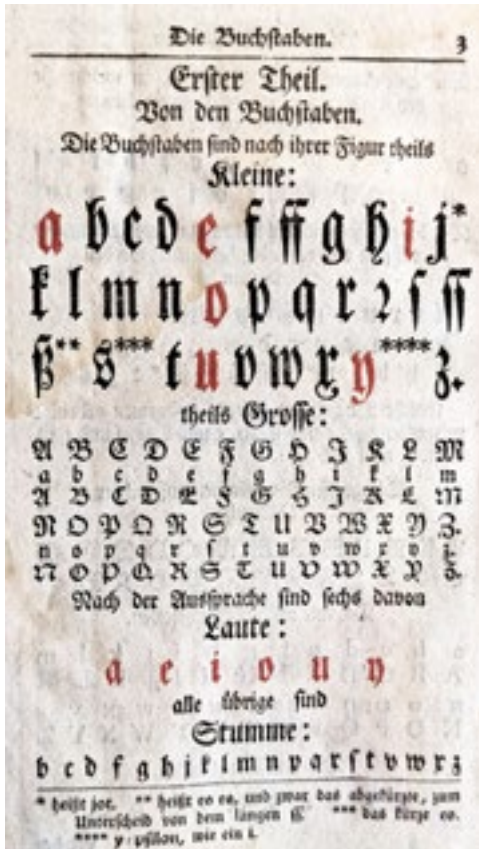 Die Buchſtaben. 3
Erſter Theil.
Von den Buchſtaben.
Die Buchſtaben ſind nach ihrer Figur theils
Kleine:
a b c d e f ff g h i j*
k l m n o p q r ꝛ ſ ſſ
ß** s*** t u v w x y**** z.
theils Groſſe:
A B C D E F G H J K L M
a b c d e f g h i k l m
A B C D E F G H J K L M
N O P Q R S T U V W X Y Z.
n o p q r ſ t u v w x y z.
N O P Q R S T U V W X Y Z.
Nach der Ausſprache ſind ſechs davon
Laute:
a e i o u y
alle übrige ſind
Stumme:
b c d f g h j k l m n p q r ſ t v w x z
* heißt jot. ** heißt es es, und zwar das abgekürzte, zum
Unterſcheid von dem langen ſſ *** das kürze es.
**** y pſilon, wie ein i.